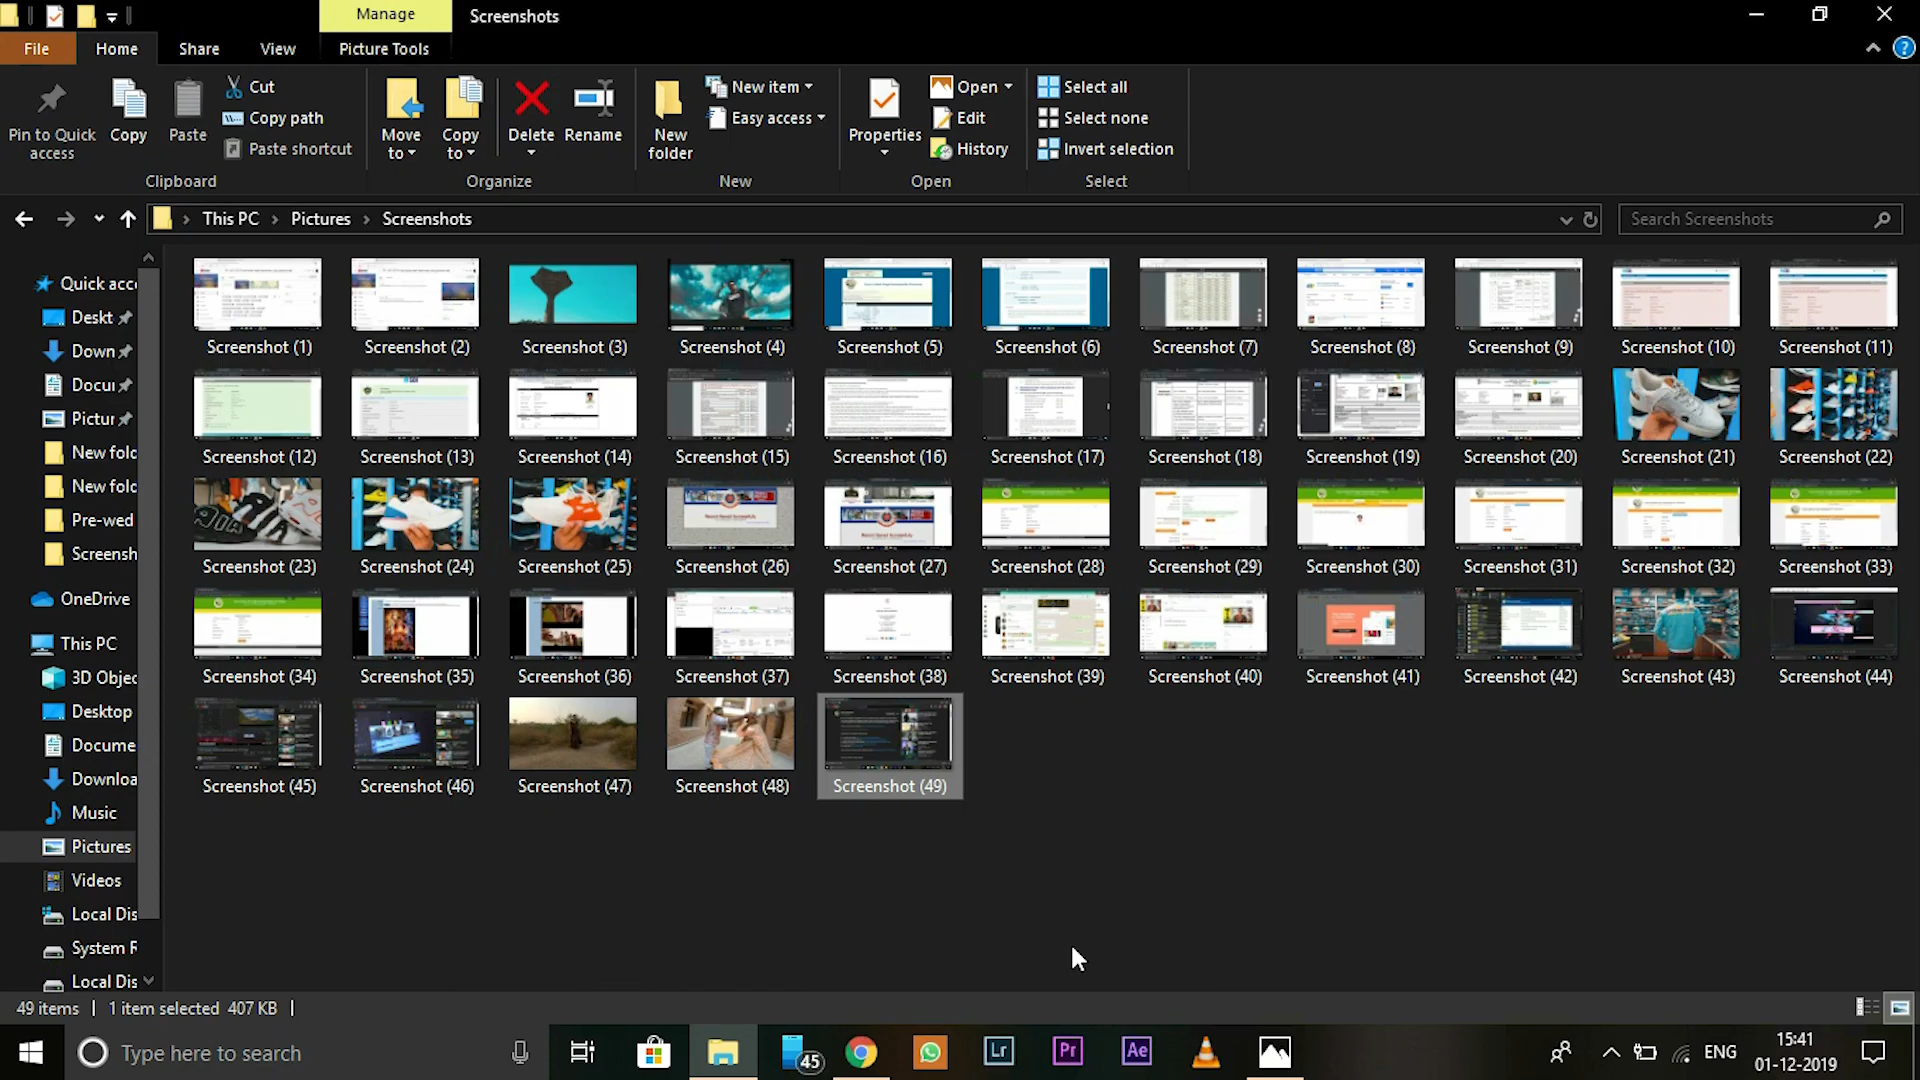 Manage
Screenshots
File
Home
Share
View
Picture Tools
Pin to Quick access
Copy
Paste
Cut
Copy path
Paste shortcut
Clipboard
Move to
Copy to
Delete
Rename
Organize
New folder
New item
Easy access
New
Properties
Open
Edit
History
Open
Select all
Select none
Invert selection
Select
This PC
Pictures
Screenshots
Search Screenshots
Quick acc
Deskt
Down
Docu
Pictur
New folc
New folc
Pre-wed
Screensh
OneDrive
This PC
3D Objec
Desktop
Docume
Downloa
Music
Pictures
Videos
Local Dis
System R
Local Dis
Screenshot (1)
Screenshot (2)
Screenshot (3)
Screenshot (4)
Screenshot (5)
Screenshot (6)
Screenshot (7)
Screenshot (8)
Screenshot (9)
Screenshot (10)
Screenshot (11)
Screenshot (12)
Screenshot (13)
Screenshot (14)
Screenshot (15)
Screenshot (16)
Screenshot (17)
Screenshot (18)
Screenshot (19)
Screenshot (20)
Screenshot (21)
Screenshot (22)
Screenshot (23)
Screenshot (24)
Screenshot (25)
Screenshot (26)
Screenshot (27)
Screenshot (28)
Screenshot (29)
Screenshot (30)
Screenshot (31)
Screenshot (32)
Screenshot (33)
Screenshot (34)
Screenshot (35)
Screenshot (36)
Screenshot (37)
Screenshot (38)
Screenshot (39)
Screenshot (40)
Screenshot (41)
Screenshot (42)
Screenshot (43)
Screenshot (44)
Screenshot (45)
Screenshot (46)
Screenshot (47)
Screenshot (48)
Screenshot (49)
49 items
1 item selected 407 KB
Type here to search
45
Lr
Pr
Ae
ENG
15:41
01-12-2019